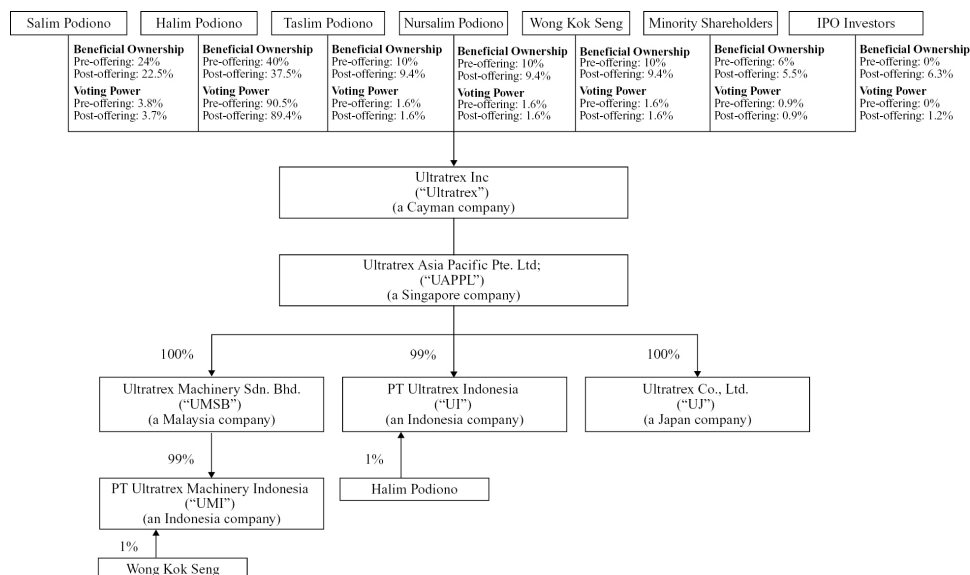 Salim Podiono
Halim Podiono
Taslim Podiono
Nursalim Podiono
Wong Kok Seng
Minority Shareholders
IPO Investors
Beneficial Ownership
Pre-offering: 24%
Post-offering: 22.5%
Voting Power
Pre-offering: 3.8%
Post-offering: 3.7%
Beneficial Ownership
Pre-offering: 40%
Post-offering: 37.5%
Voting Power
Pre-offering: 90.5%
Post-offering: 89.4%
Beneficial Ownership
Pre-offering: 10%
Post-offering: 9.4%
Voting Power
Pre-offering: 1.6%
Post-offering: 1.6%
Beneficial Ownership
Pre-offering: 10%
Post-offering: 9.4%
Voting Power
Pre-offering: 1.6%
Post-offering: 1.6%
Beneficial Ownership
Pre-offering: 10%
Post-offering: 9.4%
Voting Power
Pre-offering: 1.6%
Post-offering: 1.6%
Beneficial Ownership
Pre-offering: 6%
Post-offering: 5.5%
Voting Power
Pre-offering: 0.9%
Post-offering: 0.9%
Beneficial Ownership
Pre-offering: 0%
Post-offering: 6.3%
Voting Power
Pre-offering: 0%
Post-offering: 1.2%
Ultratrex Inc
(“Ultratrex”)
(a Cayman company)
Ultratrex Asia Pacific Pte. Ltd;
(“UAPPL”)
(a Singapore company)
100%
99%
100%
Ultratrex Machinery Sdn. Bhd.
(“UMSB”)
(a Malaysia company)
PT Ultratrex Indonesia
(“UI”)
(an Indonesia company)
Ultratrex Co., Ltd.
(“UJ”)
(a Japan company)
99%
1%
PT Ultratrex Machinery Indonesia
(“UMI”)
(an Indonesia company)
Halim Podiono
1%
Wong Kok Seng